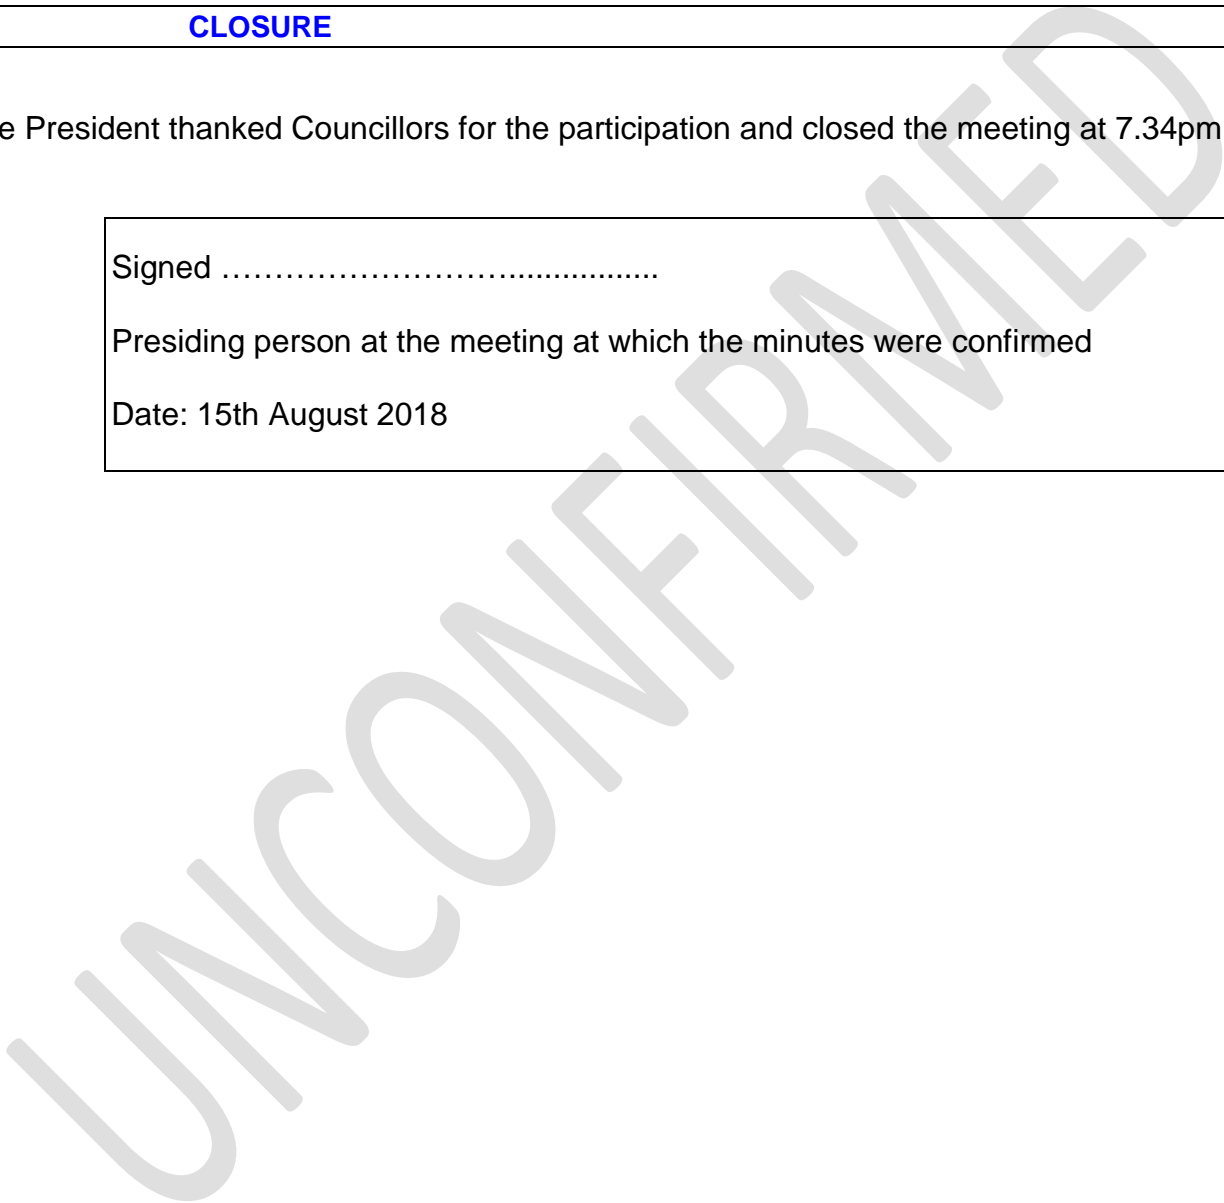 CLOSURE
e President thanked Councillors for the participation and closed the meeting at 7.34pm
Signed ………………………..................
Presiding person at the meeting at which the minutes were confirmed
Date: 15th August 2018
UNCONFIRMED